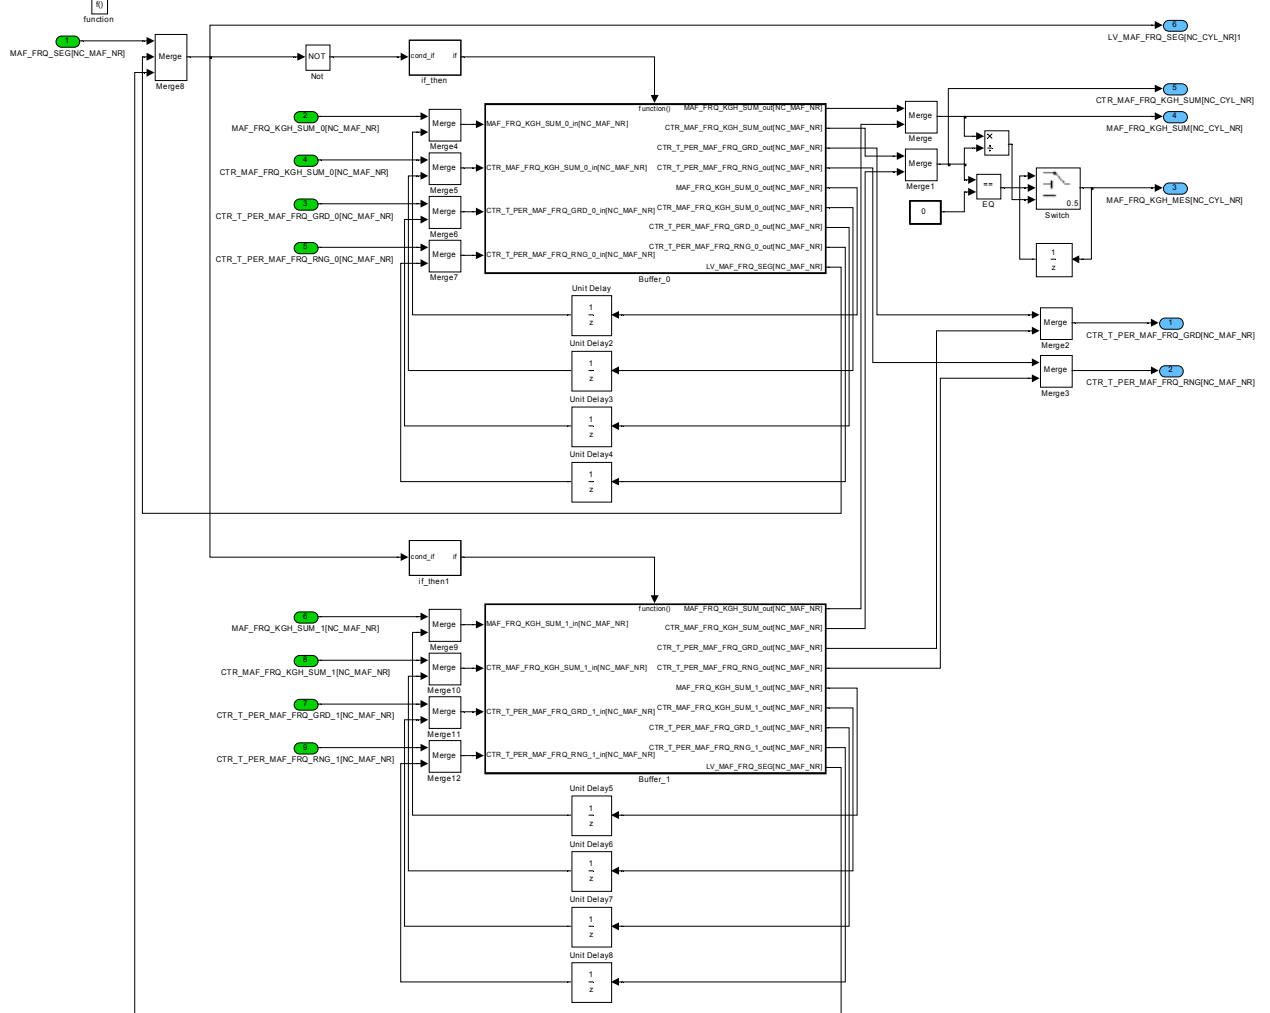 f()
function
1
MAF_FRQ_SEG[NC_MAF_NR]
Merge
Merge8
NOT
Not
cond_if if
if_then
6
LV_MAF_FRQ_SEG[NC_CYL_NR]1
5
CTR_MAF_FRQ_KGH_SUM[NC_CYL_NR]
4
MAF_FRQ_KGH_SUM[NC_CYL_NR]
3
MAF_FRQ_KGH_MES[NC_CYL_NR]
2
MAF_FRQ_KGH_SUM_0[NC_MAF_NR]
4
CTR_MAF_FRQ_KGH_SUM_0[NC_MAF_NR]
3
CTR_T_PER_MAF_FRQ_GRD_0[NC_MAF_NR]
5
CTR_T_PER_MAF_FRQ_RNG_0[NC_MAF_NR]
Merge
Merge4
Merge
Merge5
Merge
Merge6
Merge
Merge7
function()
MAF_FRQ_KGH_SUM_0_in[NC_MAF_NR]
CTR_MAF_FRQ_KGH_SUM_0_in[NC_MAF_NR]
CTR_T_PER_MAF_FRQ_GRD_0_in[NC_MAF_NR]
CTR_T_PER_MAF_FRQ_RNG_0_in[NC_MAF_NR]
MAF_FRQ_KGH_SUM_out[NC_MAF_NR]
CTR_MAF_FRQ_KGH_SUM_out[NC_MAF_NR]
CTR_T_PER_MAF_FRQ_GRD_out[NC_MAF_NR]
CTR_T_PER_MAF_FRQ_RNG_out[NC_MAF_NR]
MAF_FRQ_KGH_SUM_0_out[NC_MAF_NR]
CTR_MAF_FRQ_KGH_SUM_0_out[NC_MAF_NR]
CTR_T_PER_MAF_FRQ_GRD_0_out[NC_MAF_NR]
CTR_T_PER_MAF_FRQ_RNG_0_out[NC_MAF_NR]
LV_MAF_FRQ_SEG[NC_MAF_NR]
Buffer_0
Merge
Merge
Merge
Merge1
×
÷
0
==
EQ
0.5
Switch
1
z
Unit Delay
1
z
Unit Delay2
1
z
Unit Delay3
1
z
Unit Delay4
1
z
Merge
Merge2
1
CTR_T_PER_MAF_FRQ_GRD[NC_MAF_NR]
Merge
Merge3
2
CTR_T_PER_MAF_FRQ_RNG[NC_MAF_NR]
cond_if if
if_then1
6
MAF_FRQ_KGH_SUM_1[NC_MAF_NR]
8
CTR_MAF_FRQ_KGH_SUM_1[NC_MAF_NR]
7
CTR_T_PER_MAF_FRQ_GRD_1[NC_MAF_NR]
9
CTR_T_PER_MAF_FRQ_RNG_1[NC_MAF_NR]
Merge
Merge9
Merge
Merge10
Merge
Merge11
Merge
Merge12
function()
MAF_FRQ_KGH_SUM_1_in[NC_MAF_NR]
CTR_MAF_FRQ_KGH_SUM_1_in[NC_MAF_NR]
CTR_T_PER_MAF_FRQ_GRD_1_in[NC_MAF_NR]
CTR_T_PER_MAF_FRQ_RNG_1_in[NC_MAF_NR]
MAF_FRQ_KGH_SUM_out[NC_MAF_NR]
CTR_MAF_FRQ_KGH_SUM_out[NC_MAF_NR]
CTR_T_PER_MAF_FRQ_GRD_out[NC_MAF_NR]
CTR_T_PER_MAF_FRQ_RNG_out[NC_MAF_NR]
MAF_FRQ_KGH_SUM_1_out[NC_MAF_NR]
CTR_MAF_FRQ_KGH_SUM_1_out[NC_MAF_NR]
CTR_T_PER_MAF_FRQ_GRD_1_out[NC_MAF_NR]
CTR_T_PER_MAF_FRQ_RNG_1_out[NC_MAF_NR]
LV_MAF_FRQ_SEG[NC_MAF_NR]
Buffer_1
Unit Delay5
1
z
Unit Delay6
1
z
Unit Delay7
1
z
Unit Delay8
1
z